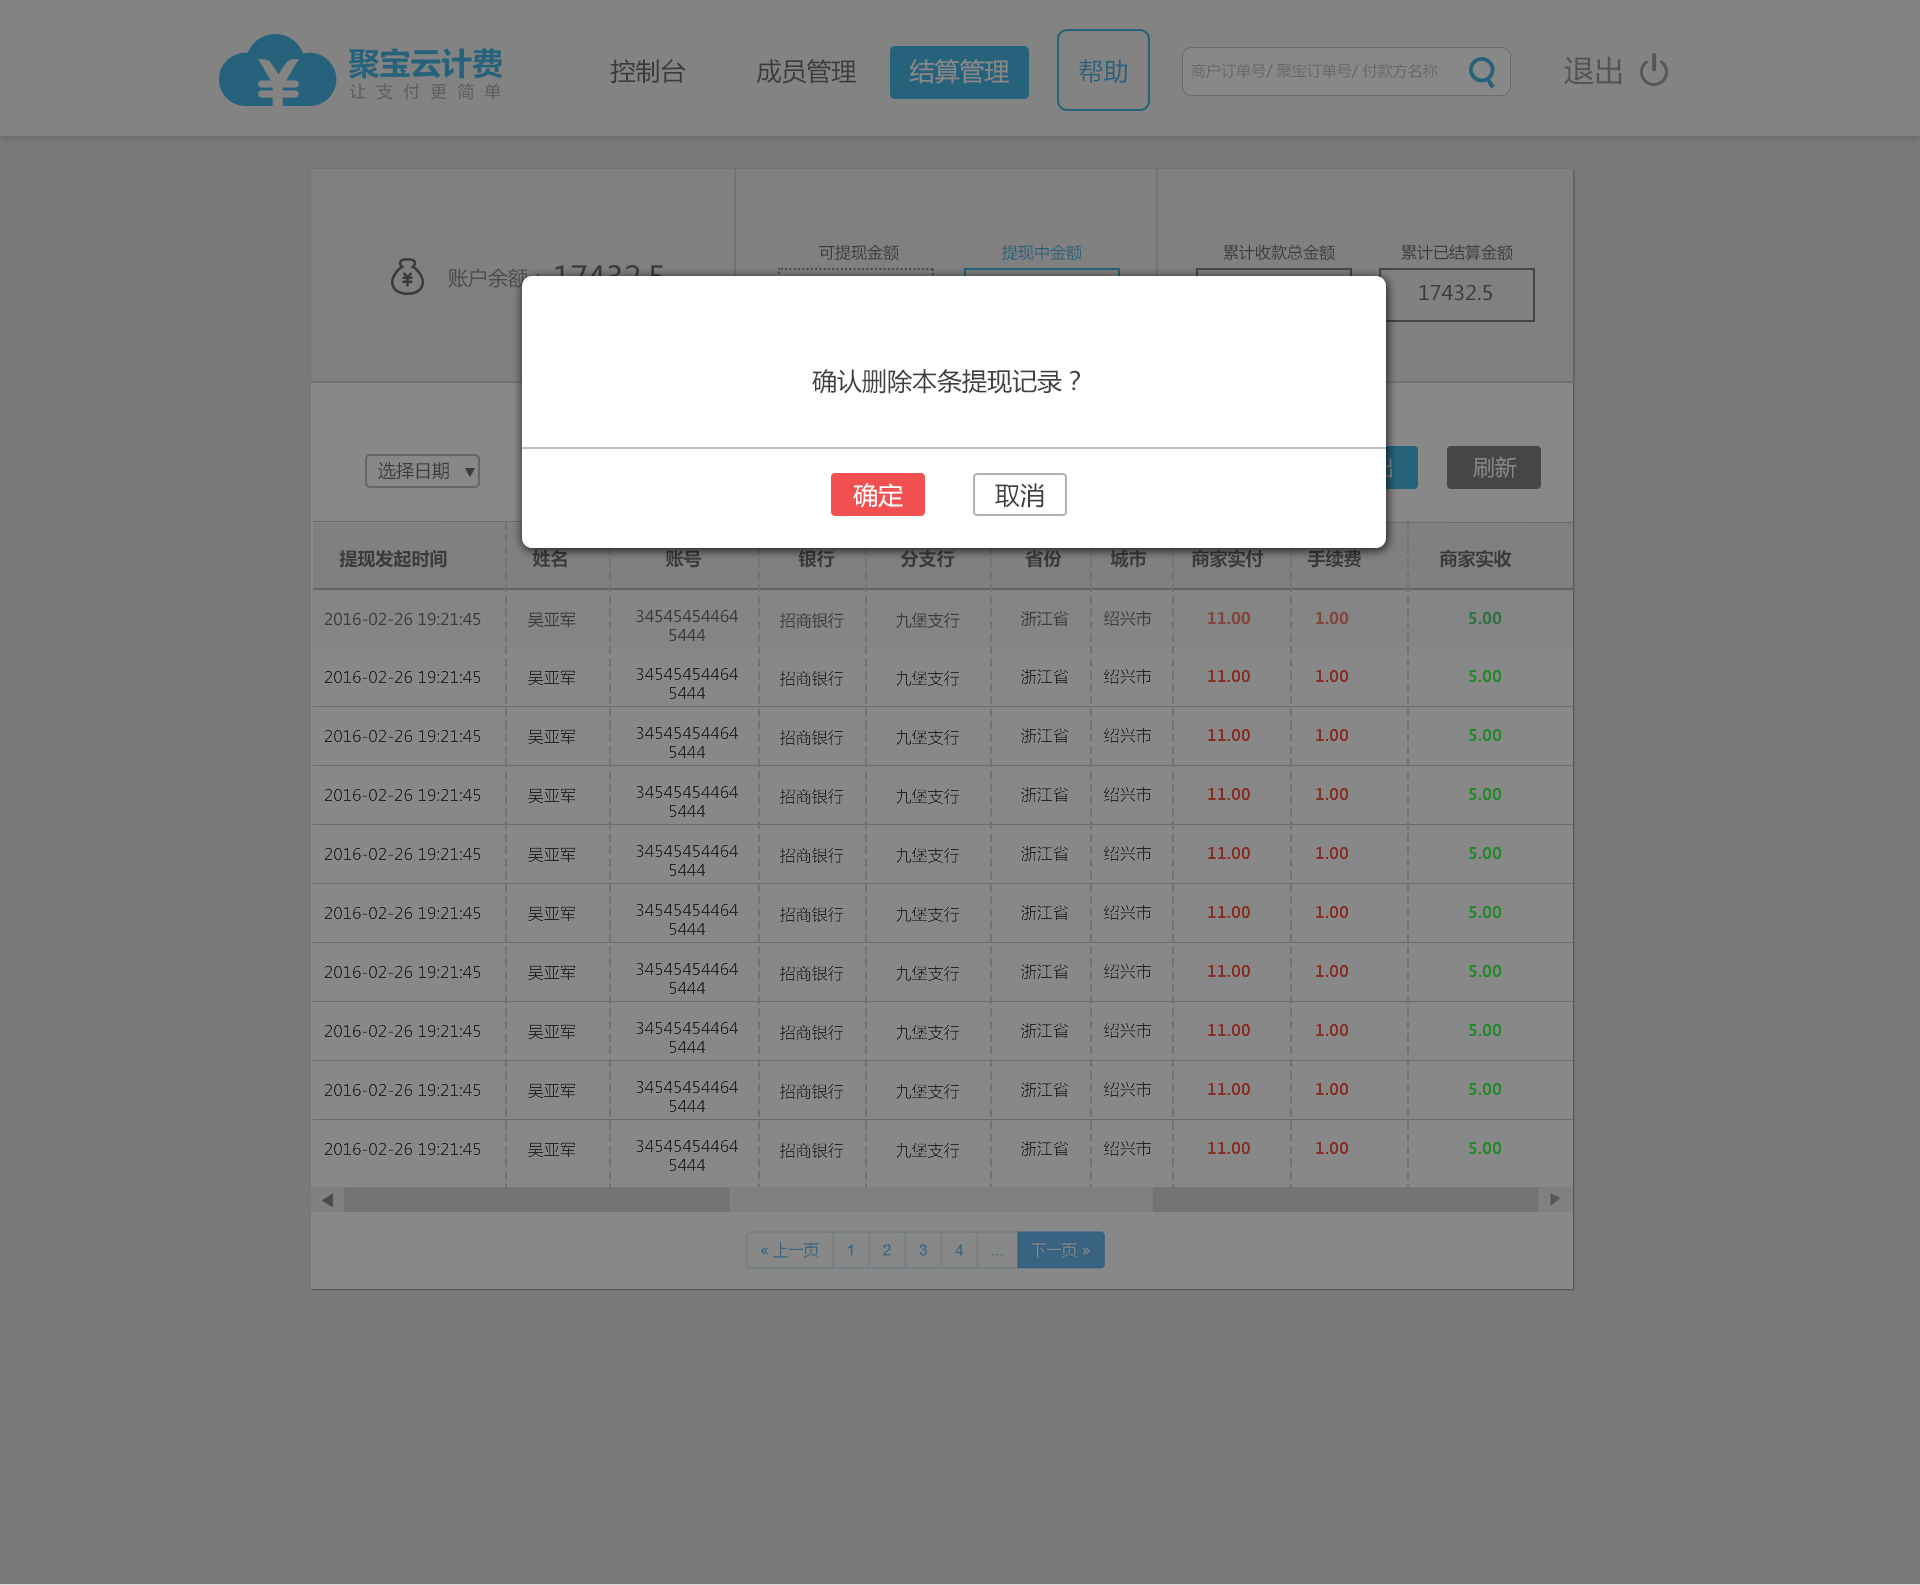 聚宝云计费
让支付更简单
控制台
成员管理
结算管理
帮助
商户订单号/ 聚宝订单号/ 付款方名称
退出
可提现金额
提现中金额
累计收款总金额
累计已结算金额
账户余额： 17432.5
17432.5
确认删除本条提现记录？
选择日期
刷新
确定
取消
提现发起时间 姓名 账号 银行 分支行 省份 城市 商家实付 手续费 商家实收
2016-02-26 19:21:45 吴亚军 34545454464 招商银行 九堡支行 浙江省 绍兴市 11.00 1.00 5.00
5444
2016-02-26 19:21:45 吴亚军 34545454464 招商银行 九堡支行 浙江省 绍兴市 11.00 1.00 5.00
5444
2016-02-26 19:21:45 吴亚军 34545454464 招商银行 九堡支行 浙江省 绍兴市 11.00 1.00 5.00
5444
2016-02-26 19:21:45 吴亚军 34545454464 招商银行 九堡支行 浙江省 绍兴市 11.00 1.00 5.00
5444
2016-02-26 19:21:45 吴亚军 34545454464 招商银行 九堡支行 浙江省 绍兴市 11.00 1.00 5.00
5444
2016-02-26 19:21:45 吴亚军 34545454464 招商银行 九堡支行 浙江省 绍兴市 11.00 1.00 5.00
5444
2016-02-26 19:21:45 吴亚军 34545454464 招商银行 九堡支行 浙江省 绍兴市 11.00 1.00 5.00
5444
2016-02-26 19:21:45 吴亚军 34545454464 招商银行 九堡支行 浙江省 绍兴市 11.00 1.00 5.00
5444
2016-02-26 19:21:45 吴亚军 34545454464 招商银行 九堡支行 浙江省 绍兴市 11.00 1.00 5.00
5444
2016-02-26 19:21:45 吴亚军 34545454464 招商银行 九堡支行 浙江省 绍兴市 11.00 1.00 5.00
5444
« 上一页 1 2 3 4 ... 下一页 »